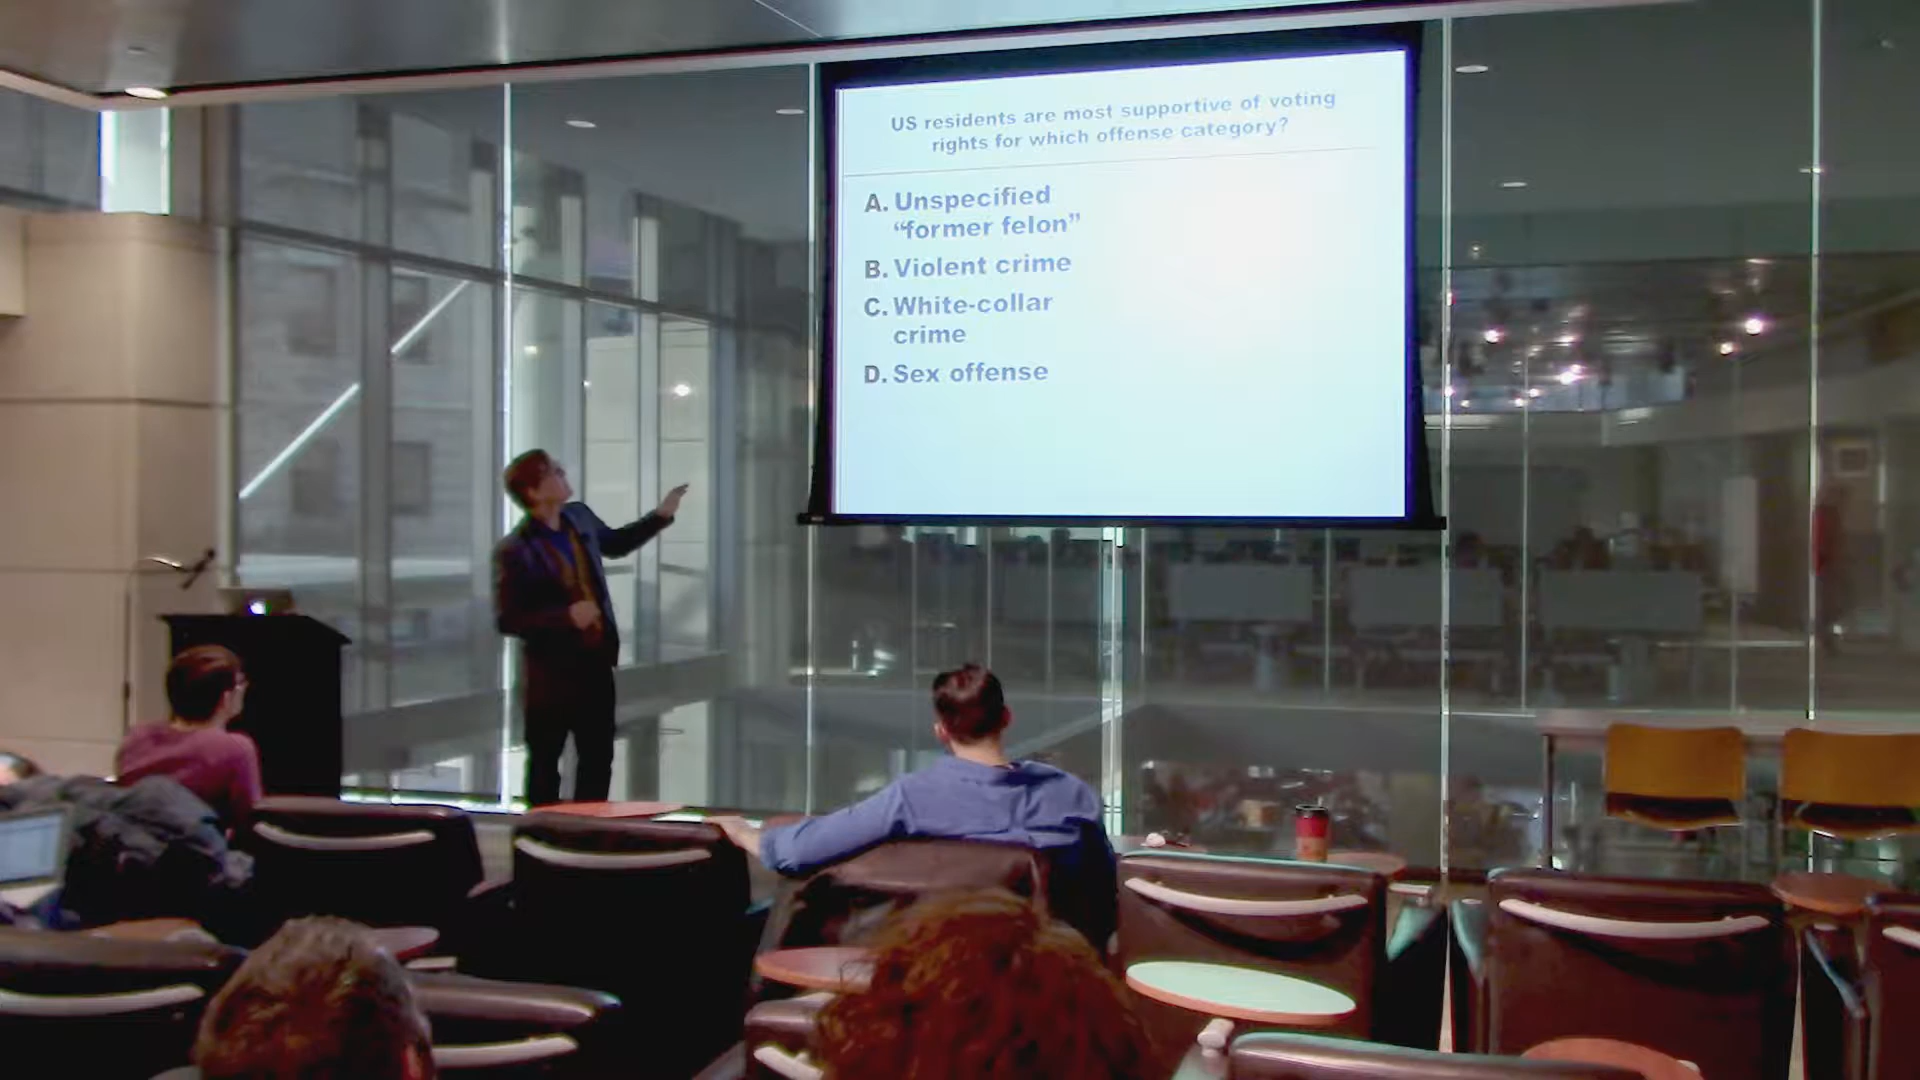 US residents are most supportive of voting
rights for which offense category?
A. Unspecified
“former felon”
B. Violent crime
C. White-collar
crime
D. Sex offense